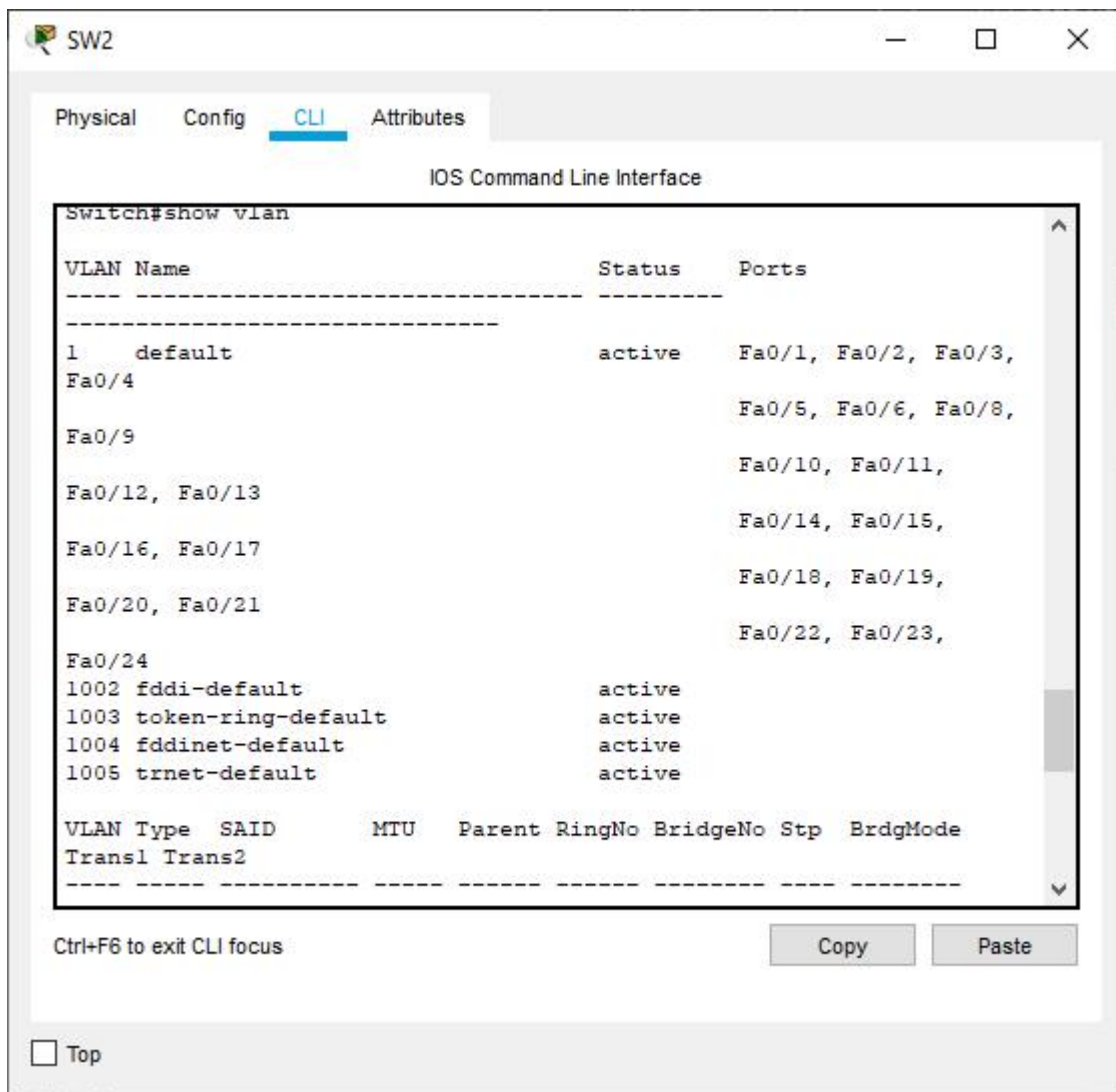 SW2
Physical Config CLI Attributes
IOS Command Line Interface
Switch#show vlan
VLAN Name                             Status    Ports
---- -------------------------------- ---------
-------------------------------
1    default                          active    Fa0/1, Fa0/2, Fa0/3,
Fa0/4
                                                Fa0/5, Fa0/6, Fa0/8,
Fa0/9
                                                Fa0/10, Fa0/11,
Fa0/12, Fa0/13
                                                Fa0/14, Fa0/15,
Fa0/16, Fa0/17
                                                Fa0/18, Fa0/19,
Fa0/20, Fa0/21
                                                Fa0/22, Fa0/23,
Fa0/24
1002 fddi-default                     active
1003 token-ring-default               active
1004 fddinet-default                  active
1005 trnet-default                    active
VLAN Type  SAID       MTU   Parent RingNo BridgeNo Stp  BrdgMode
Trans1 Trans2
---- ----- ---------- ----- ------ ------ -------- ---- --------
Ctrl+F6 to exit CLI focus
Copy
Paste
Top